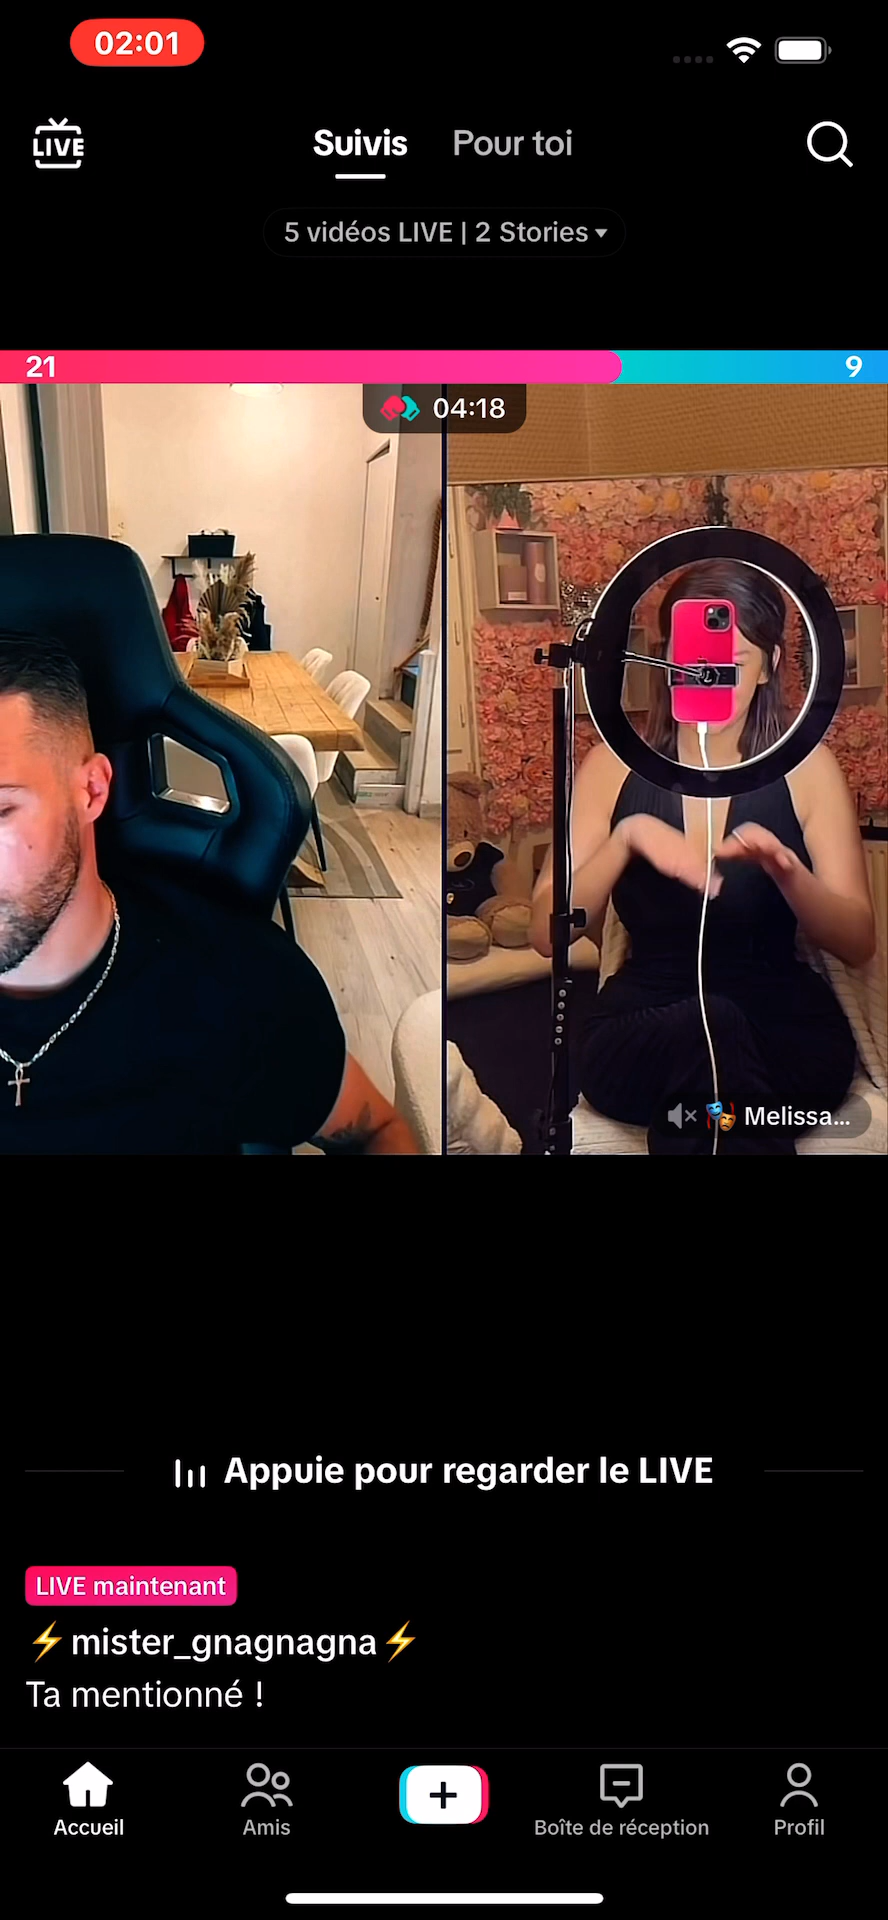 02:01
LIVE
Suivis
Pour toi
5 vidéos LIVE | 2 Stories
21
9
04:18
Melissa...
Appuie pour regarder le LIVE
LIVE maintenant
⚡mister_gnagnagna⚡
Ta mentionné !
Accueil
Amis
Boîte de réception
Profil